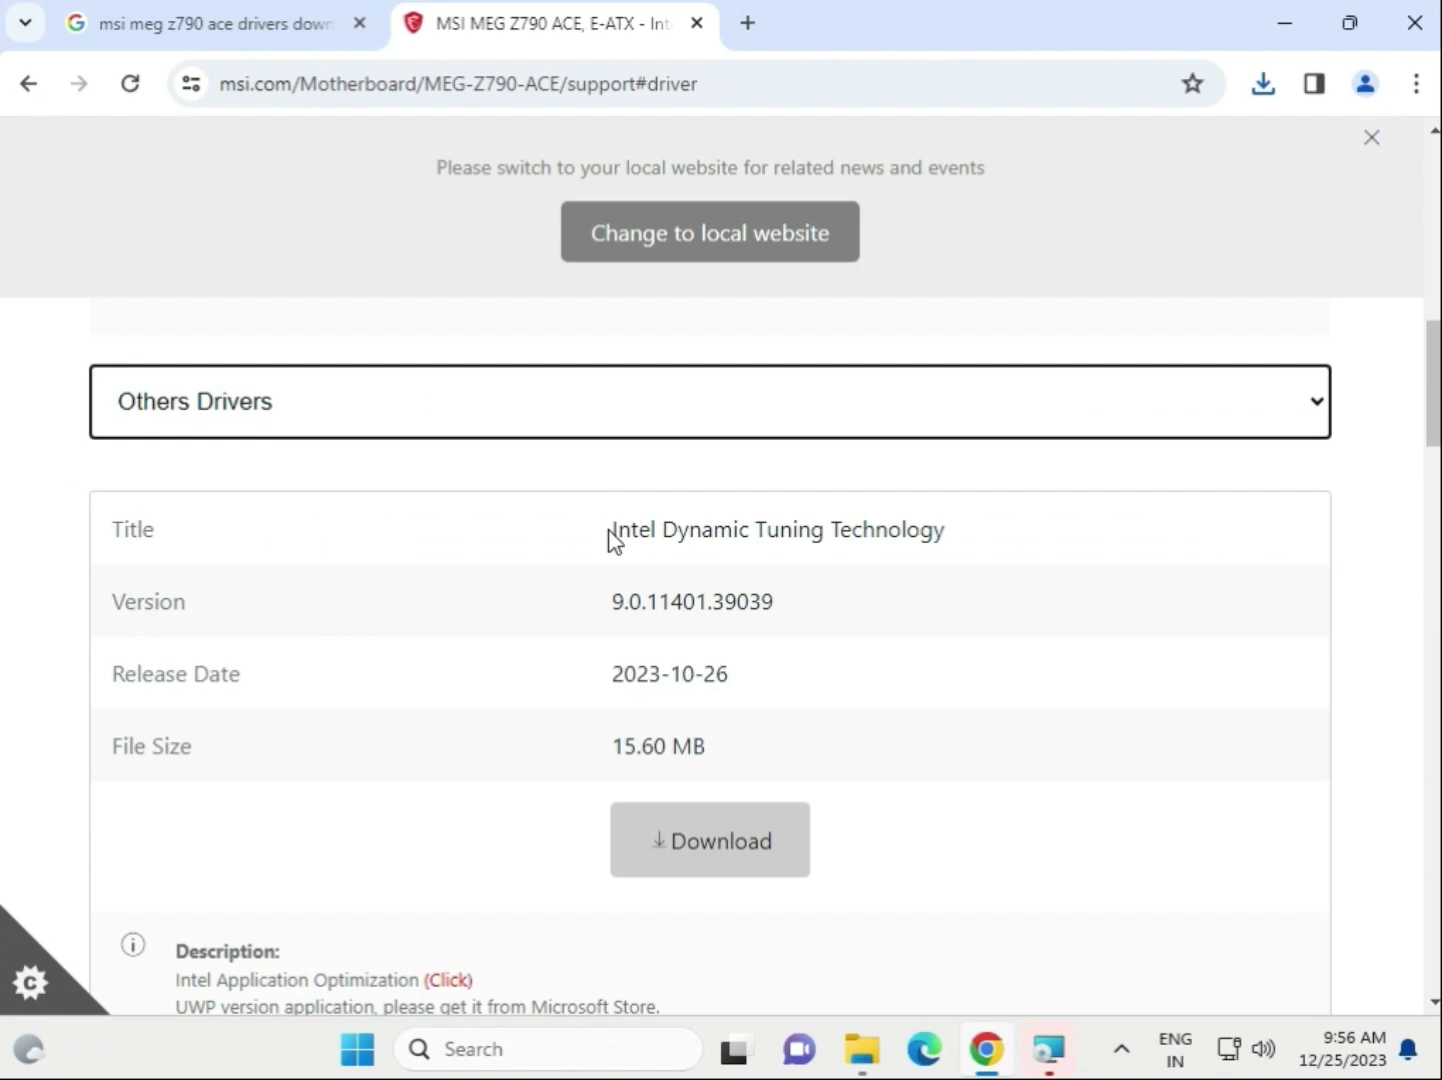 msi meg z790 ace drivers down
MSI MEG Z790 ACE, E-ATX - Int
msi.com/Motherboard/MEG-Z790-ACE/support#driver
Please switch to your local website for related news and events
Change to local website
Others Drivers
Title Intel Dynamic Tuning Technology
Version 9.0.11401.39039
Release Date 2023-10-26
File Size 15.60 MB
Download
Description:
Intel Application Optimization (Click)
UWP version application, please get it from Microsoft Store.
Search
ENG
IN
9:56 AM
12/25/2023